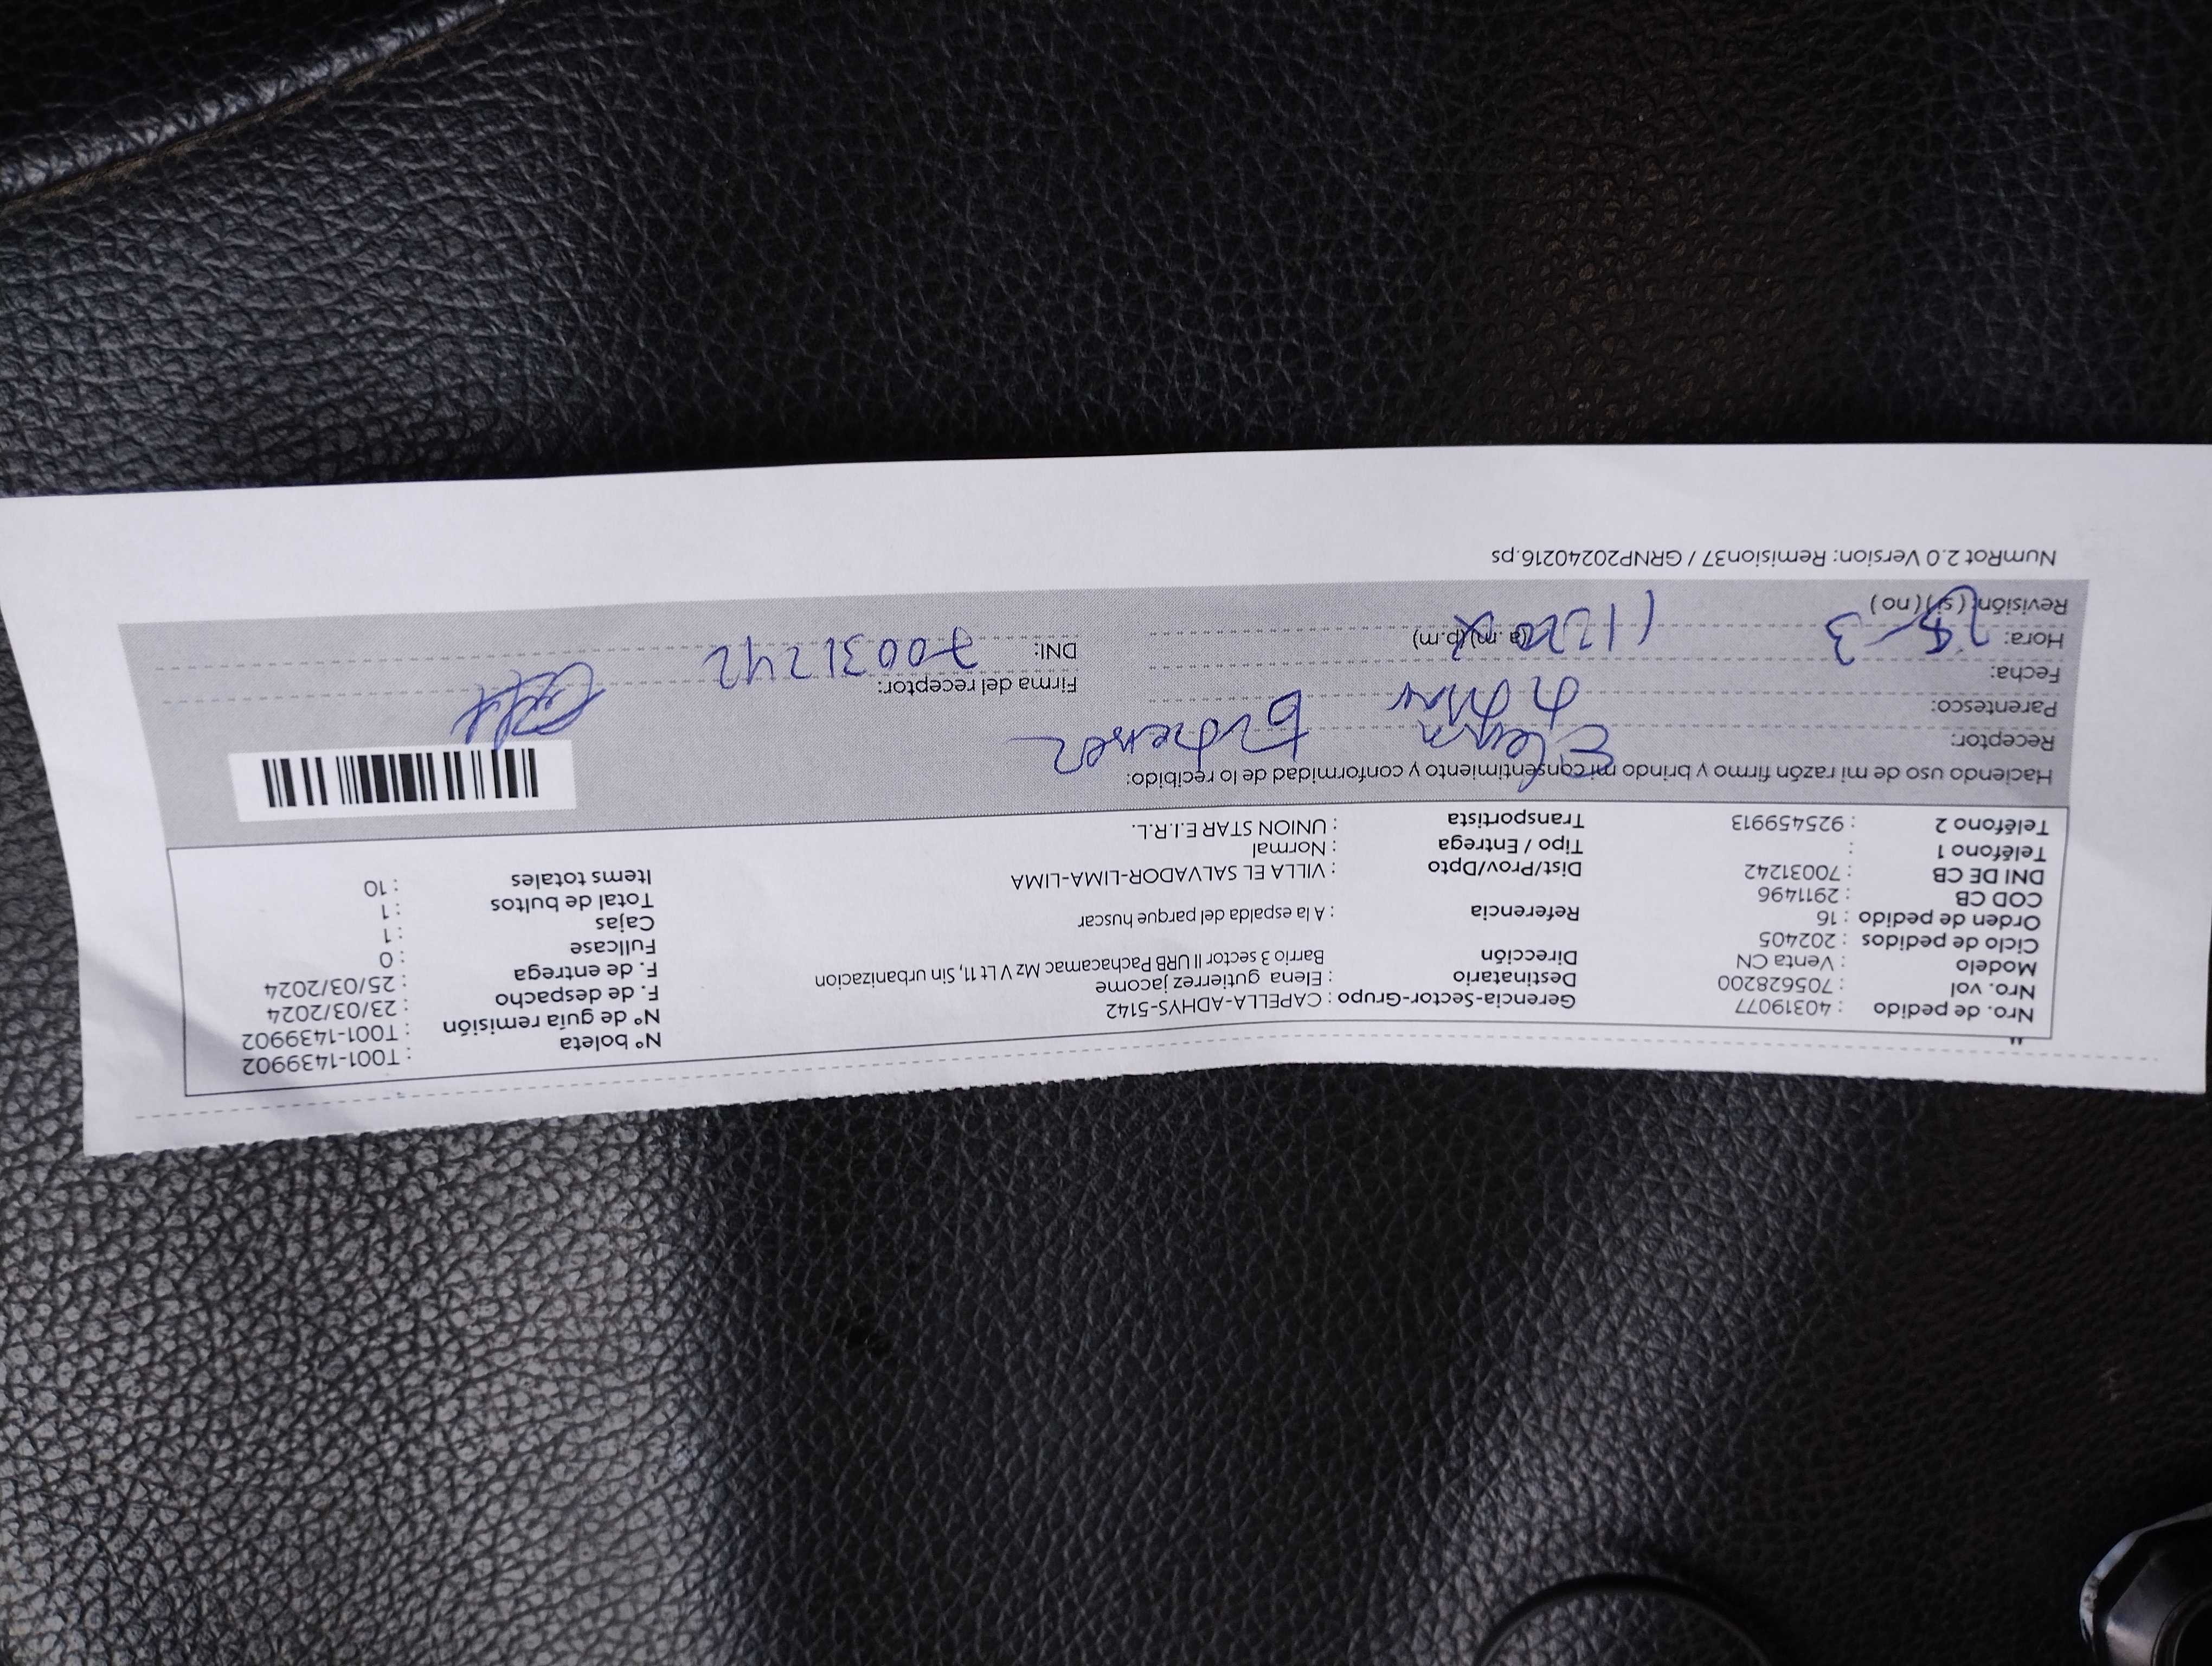 Nro. de pedido : 40319077 Gerencia-Sector-Grupo : CAPELLA-ADHYS-5142 N° boleta : T001-1439902
Nro. vol : 705628200 Destinatario : Elena gutierrez jacome N° de guía remisión : T001-1439902
Modelo : Venta CN Dirección Barrio 3 sector II URB Pachacamac Mz V Lt 11, Sin urbanizacion F. de despacho : 23/03/2024
Ciclo de pedidos : 202405 F. de entrega : 25/03/2024
Orden de pedido : 16 Referencia : A la espalda del parque huscar Fullcase : 0
COD CB : 2911496 Cajas : 1
DNI DE CB : 70031242 Dist/Prov/Dpto : VILLA EL SALVADOR-LIMA-LIMA Total de bultos : 1
Teléfono 1 : Tipo / Entrega : Normal Items totales : 10
Teléfono 2 : 925459913 Transportista : UNION STAR E.I.R.L.
Haciendo uso de mi razón firmo y brindo mi consentimiento y conformidad de lo recibido:
Receptor:
Parentesco:
Fecha: Firma del receptor:
Hora: (a.m)(p.m) DNI: 70031242
Revisión: (si)(no)
NumRot 2.0 Version: Remision37 / GRNP20240216.ps